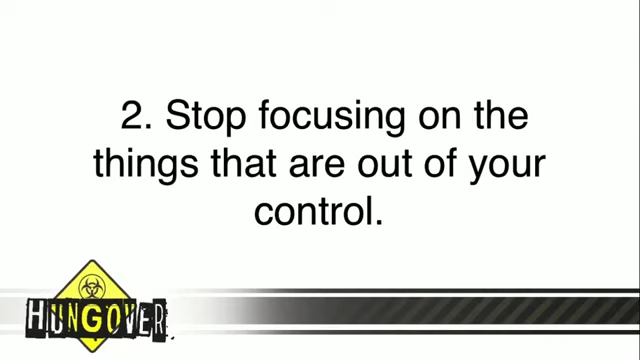 2. Stop focusing on the
things that are out of your
control.
HUNGOVER